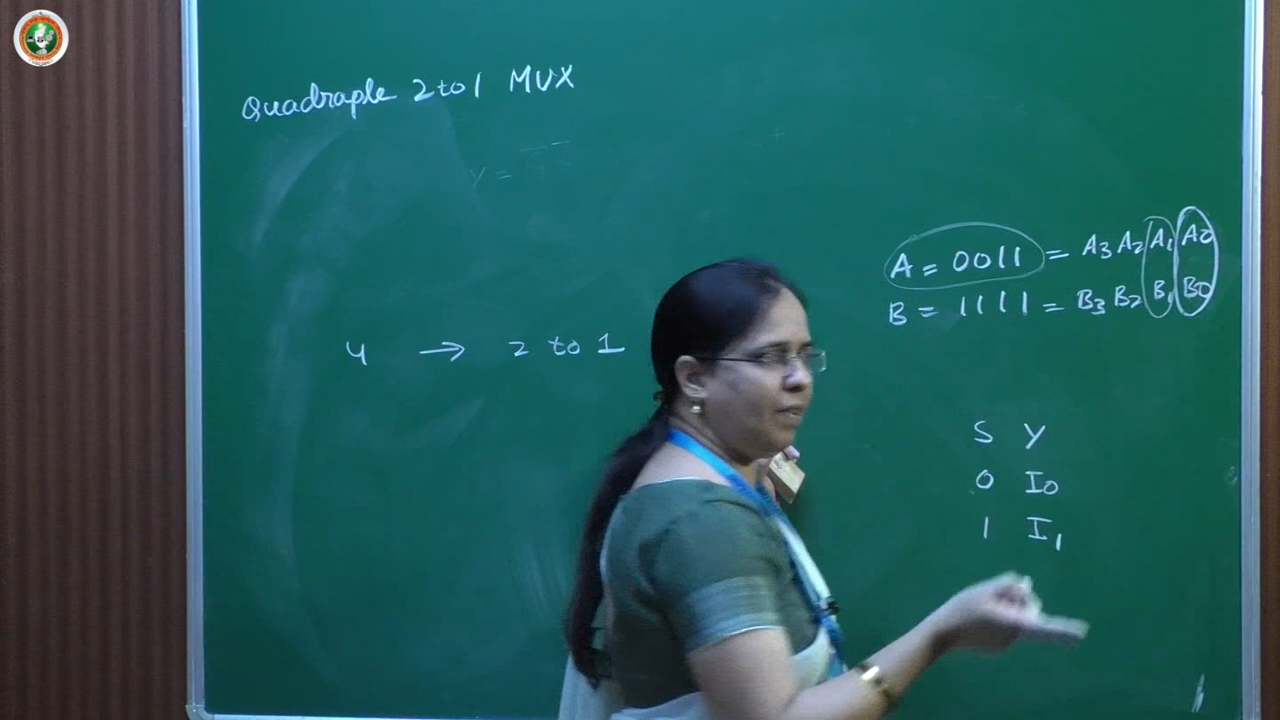 Quadraple 2 to 1 MUX
Y =
A = 0011 = A3 A2 A1 A0
B = 1111 = B3 B2 B1 B0
4 → 2 to 1
S Y
0 I0
1 I1